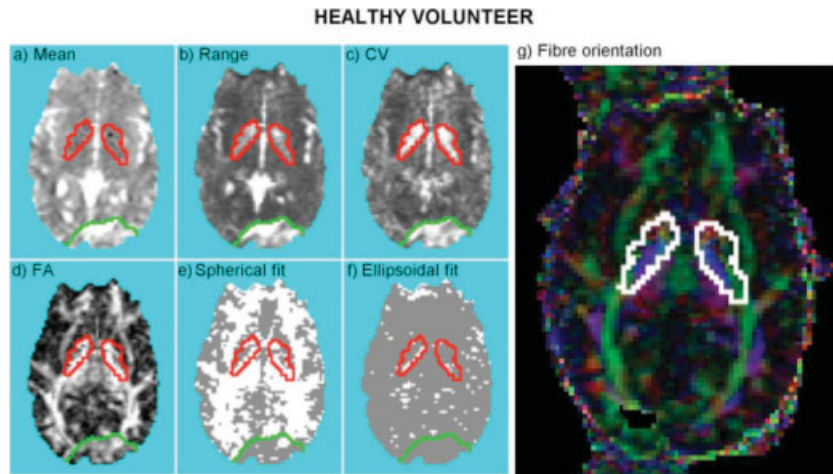 HEALTHY VOLUNTEER
a) Mean
b) Range
c) CV
g) Fibre orientation
d) FA
e) Spherical fit
f) Ellipsoidal fit